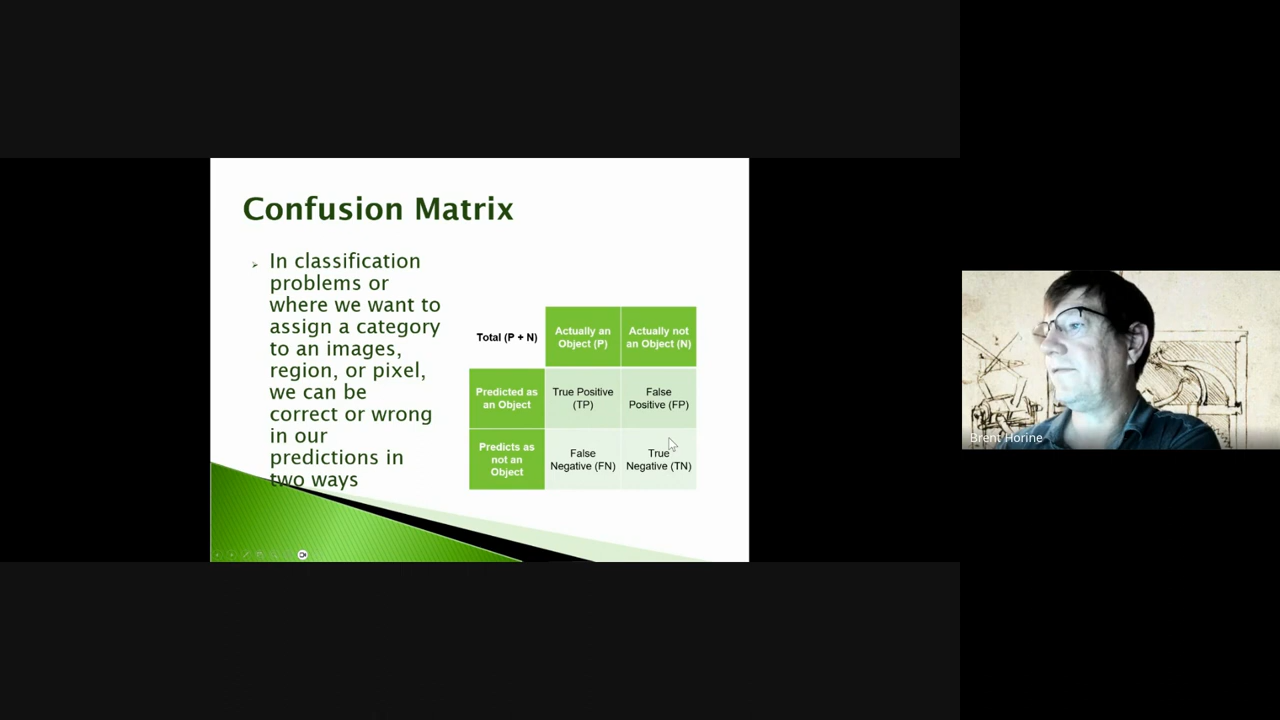 Confusion Matrix
In classification
problems or
where we want to
assign a category
to an images,
region, or pixel,
we can be
correct or wrong
in our
predictions in
two ways
Total (P + N)
Actually an
Object (P)
Actually not
an Object (N)
Predicted as
an Object
True Positive
(TP)
False
Positive (FP)
Predicts as
not an
Object
False
Negative (FN)
True
Negative (TN)
Brent Horine